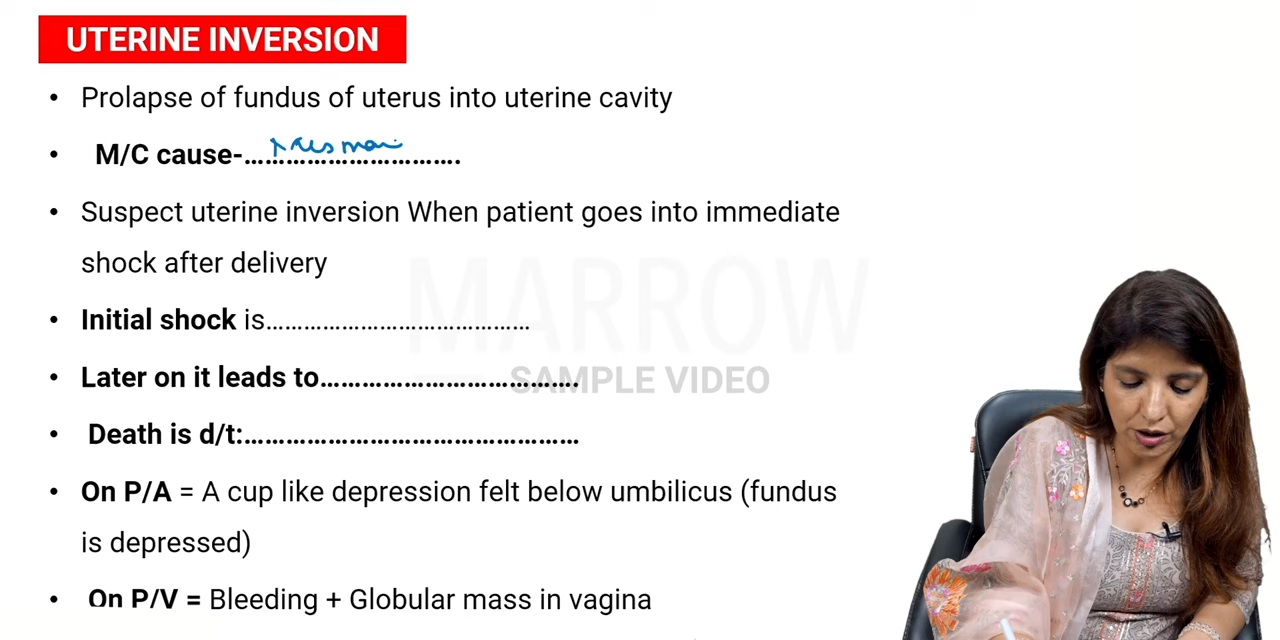 UTERINE INVERSION
• Prolapse of fundus of uterus into uterine cavity
• M/C cause-……………………………….
• Suspect uterine inversion When patient goes into immediate
shock after delivery
• Initial shock is…………………………………
• Later on it leads to……………………………….
• Death is d/t:…………………………………………
• On P/A = A cup like depression felt below umbilicus (fundus
is depressed)
• On P/V = Bleeding + Globular mass in vagina
MARROW
SAMPLE VIDEO